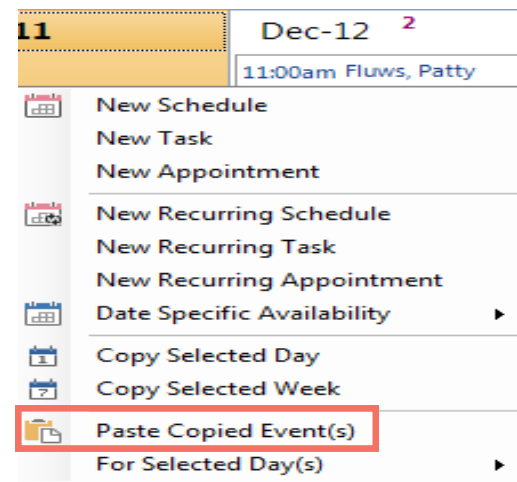 11 Dec-12 2
11:00am Fluws, Patty
New Schedule
New Task
New Appointment
New Recurring Schedule
New Recurring Task
New Recurring Appointment
Date Specific Availability
1 Copy Selected Day
7 Copy Selected Week
Paste Copied Event(s)
For Selected Day(s)